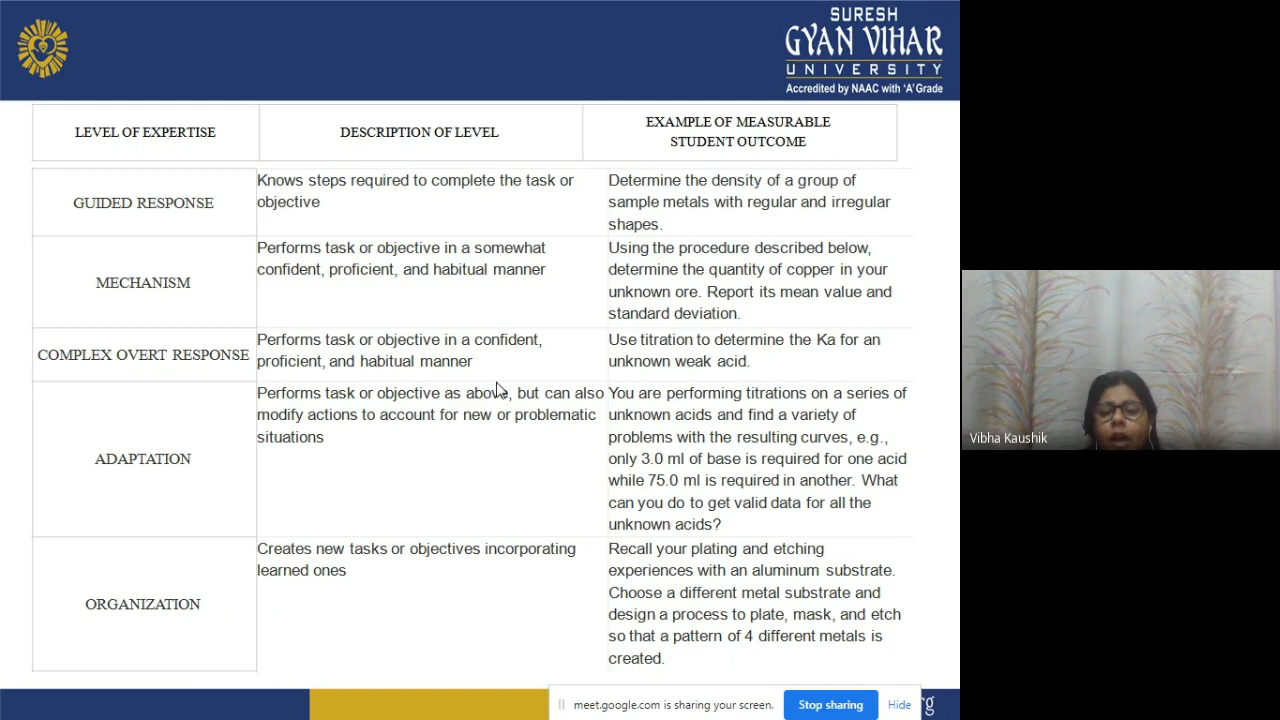 SURESH
GYAN VIHAR
UNIVERSITY
Accredited by NAAC with 'A' Grade
LEVEL OF EXPERTISE
DESCRIPTION OF LEVEL
EXAMPLE OF MEASURABLE
STUDENT OUTCOME
GUIDED RESPONSE
Knows steps required to complete the task or
objective
Determine the density of a group of
sample metals with regular and irregular
shapes.
MECHANISM
Performs task or objective in a somewhat
confident, proficient, and habitual manner
Using the procedure described below,
determine the quantity of copper in your
unknown ore. Report its mean value and
standard deviation.
COMPLEX OVERT RESPONSE
Performs task or objective in a confident,
proficient, and habitual manner
Use titration to determine the Ka for an
unknown weak acid.
ADAPTATION
Performs task or objective as above, but can also
modify actions to account for new or problematic
situations
You are performing titrations on a series of
unknown acids and find a variety of
problems with the resulting curves, e.g.,
only 3.0 ml of base is required for one acid
while 75.0 ml is required in another. What
can you do to get valid data for all the
unknown acids?
ORGANIZATION
Creates new tasks or objectives incorporating
learned ones
Recall your plating and etching
experiences with an aluminum substrate.
Choose a different metal substrate and
design a process to plate, mask, and etch
so that a pattern of 4 different metals is
created.
Vibha Kaushik
meet.google.com is sharing your screen.
Stop sharing
Hide